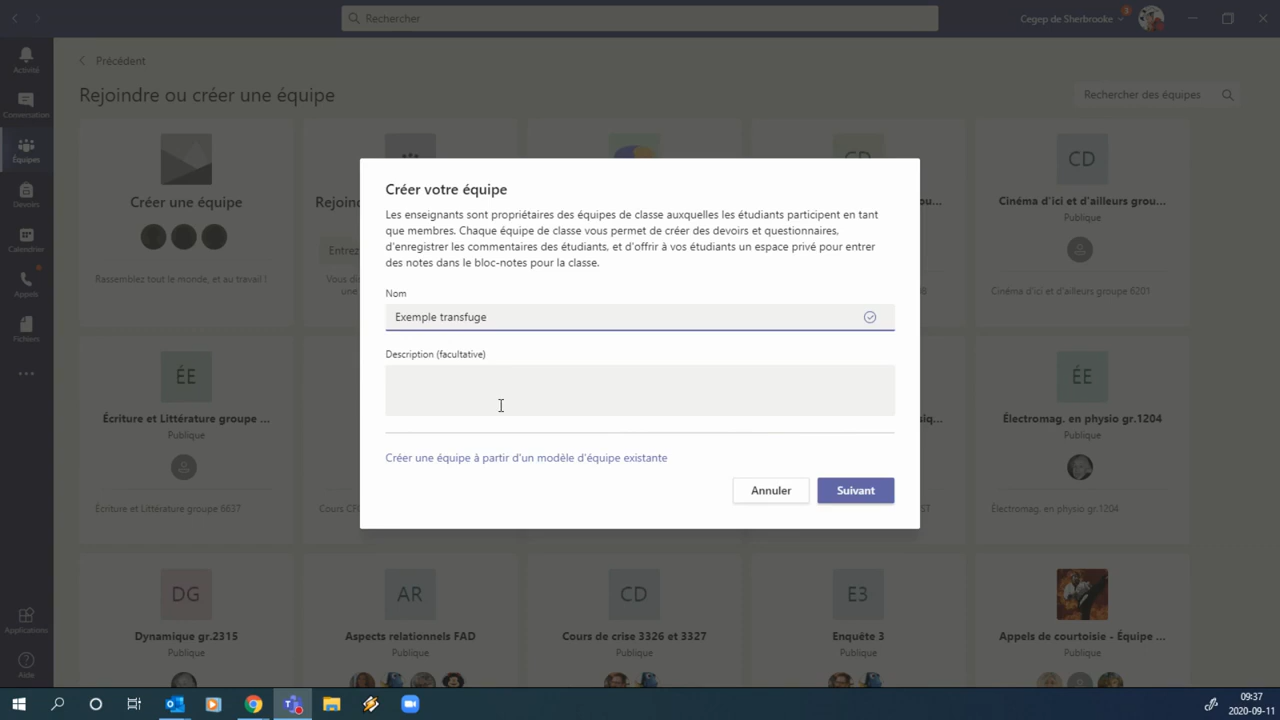 Rechercher
Cegep de Sherbrooke
Activité
Conversation
Équipes
Devoirs
Calendrier
Appels
Fichiers
Applications
Aide
Précédent
Rejoindre ou créer une équipe
Rechercher des équipes
Créer une équipe
Rassemblez tout le monde, et au travail !
CD
Cinéma d'ici et d'ailleurs grou...
Publique
Cinéma d'ici et d'ailleurs groupe 6201
Créer votre équipe
Les enseignants sont propriétaires des équipes de classe auxquelles les étudiants participent en tant
que membres. Chaque équipe de classe vous permet de créer des devoirs et questionnaires,
d'enregistrer les commentaires des étudiants, et d'offrir à vos étudiants un espace privé pour entrer
des notes dans le bloc-notes pour la classe.
Nom
Exemple transfuge
Description (facultative)
Créer une équipe à partir d'un modèle d'équipe existante
Annuler
Suivant
ÉE
Écriture et Littérature groupe ...
Publique
Écriture et Littérature groupe 6637
ÉE
Électromag. en physio gr.1204
Publique
Électromag. en physio gr.1204
DG
Dynamique gr.2315
Publique
AR
Aspects relationnels FAD
Publique
CD
Cours de crise 3326 et 3327
Publique
E3
Enquête 3
Publique
Appels de courtoisie - Équipe ...
Publique
09:37
2020-09-11